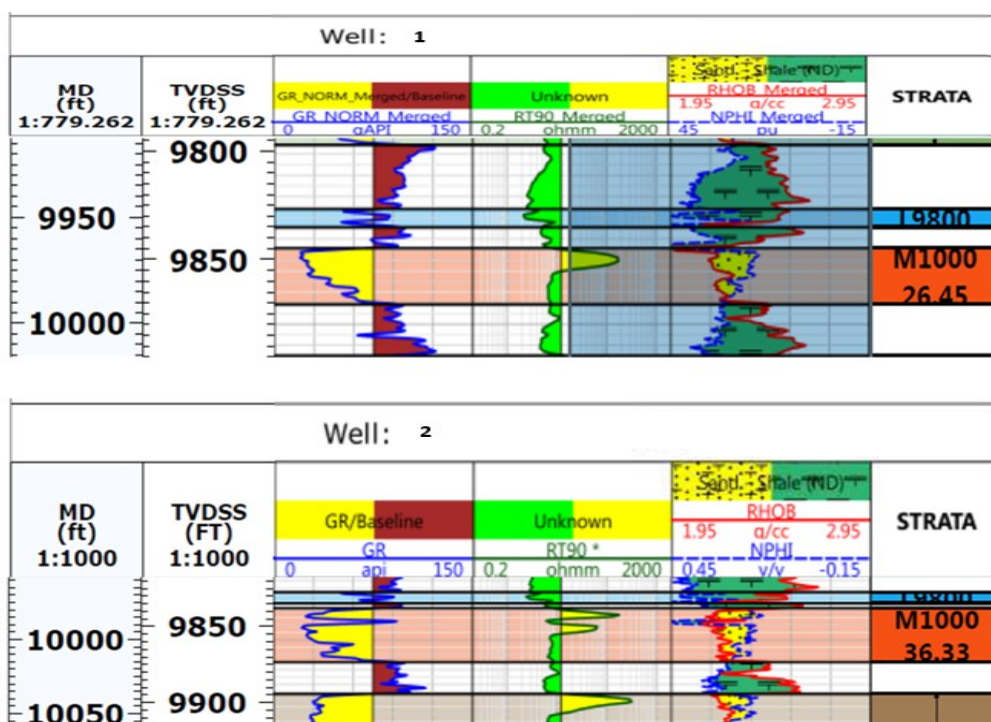 Well: 1
MD
(ft)
1:779.262
TVDSS
(ft)
1:779.262
GR_NORM_Merged/Baseline
GR_NORM_Merged
0 gAPI 150
Unknown
RT90_Merged
0.2 ohmm 2000
Sand Shale (ND)
RHOB_Merged
1.95 g/cc 2.95
NPHI_Merged
45 pu -15
STRATA
9800
9950
9850
10000
L9800
M1000
26.45
Well: 2
MD
(ft)
1:1000
TVDSS
(FT)
1:1000
GR/Baseline
GR
0 api 150
Unknown
RT90 *
0.2 ohmm 2000
Sand Shale (ND)
RHOB
1.95 g/cc 2.95
NPHI
0.45 v/v -0.15
STRATA
9850
10000
9900
10050
L9800
M1000
36.33